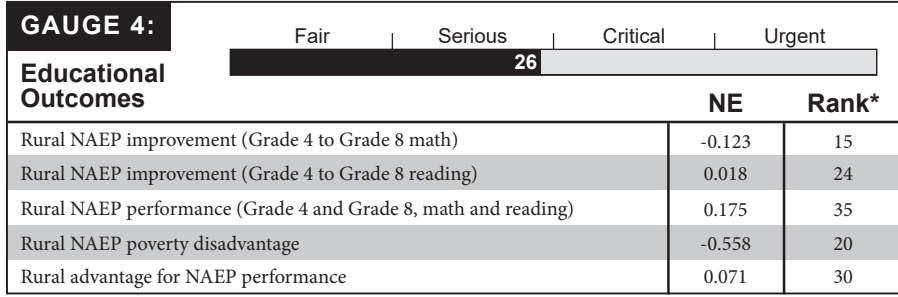 GAUGE 4:
Fair Serious Critical Urgent
26
Educational
Outcomes
NE Rank*
Rural NAEP improvement (Grade 4 to Grade 8 math) -0.123 15
Rural NAEP improvement (Grade 4 to Grade 8 reading) 0.018 24
Rural NAEP performance (Grade 4 and Grade 8, math and reading) 0.175 35
Rural NAEP poverty disadvantage -0.558 20
Rural advantage for NAEP performance 0.071 30